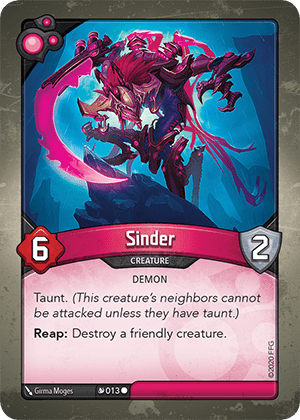 Sinder
CREATURE
6
2
DEMON
Taunt. (This creature's neighbors cannot
be attacked unless they have taunt.)
Reap: Destroy a friendly creature.
Girma Moges
013
©2020 FFG